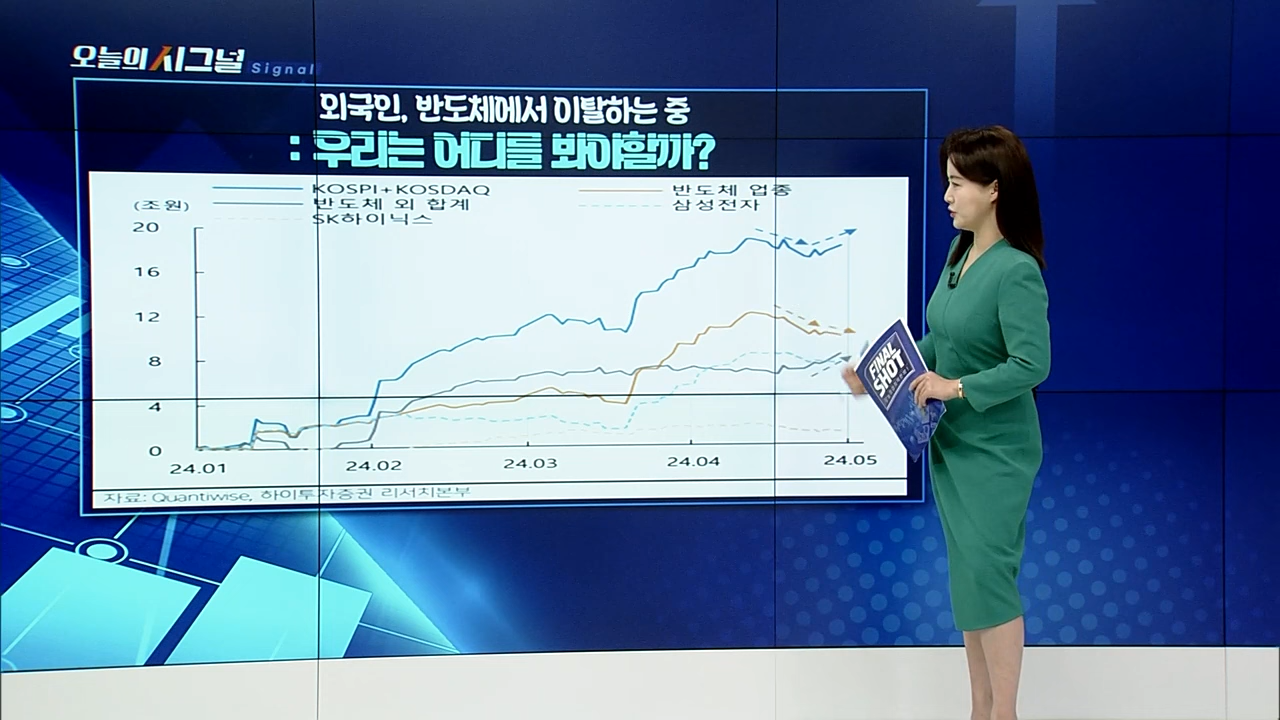 오늘의 시그널 Signal
외국인, 반도체에서 이탈하는 중
: 우리는 어디를 봐야할까?
KOSPI+KOSDAQ 반도체 업종
(조원) 반도체 외 합계 삼성전자
SK하이닉스
20
16
12
8
4
0
24.01 24.02 24.03 24.04 24.05
자료: Quantiwise, 하이투자증권 리서치본부
FINAL
SHOT